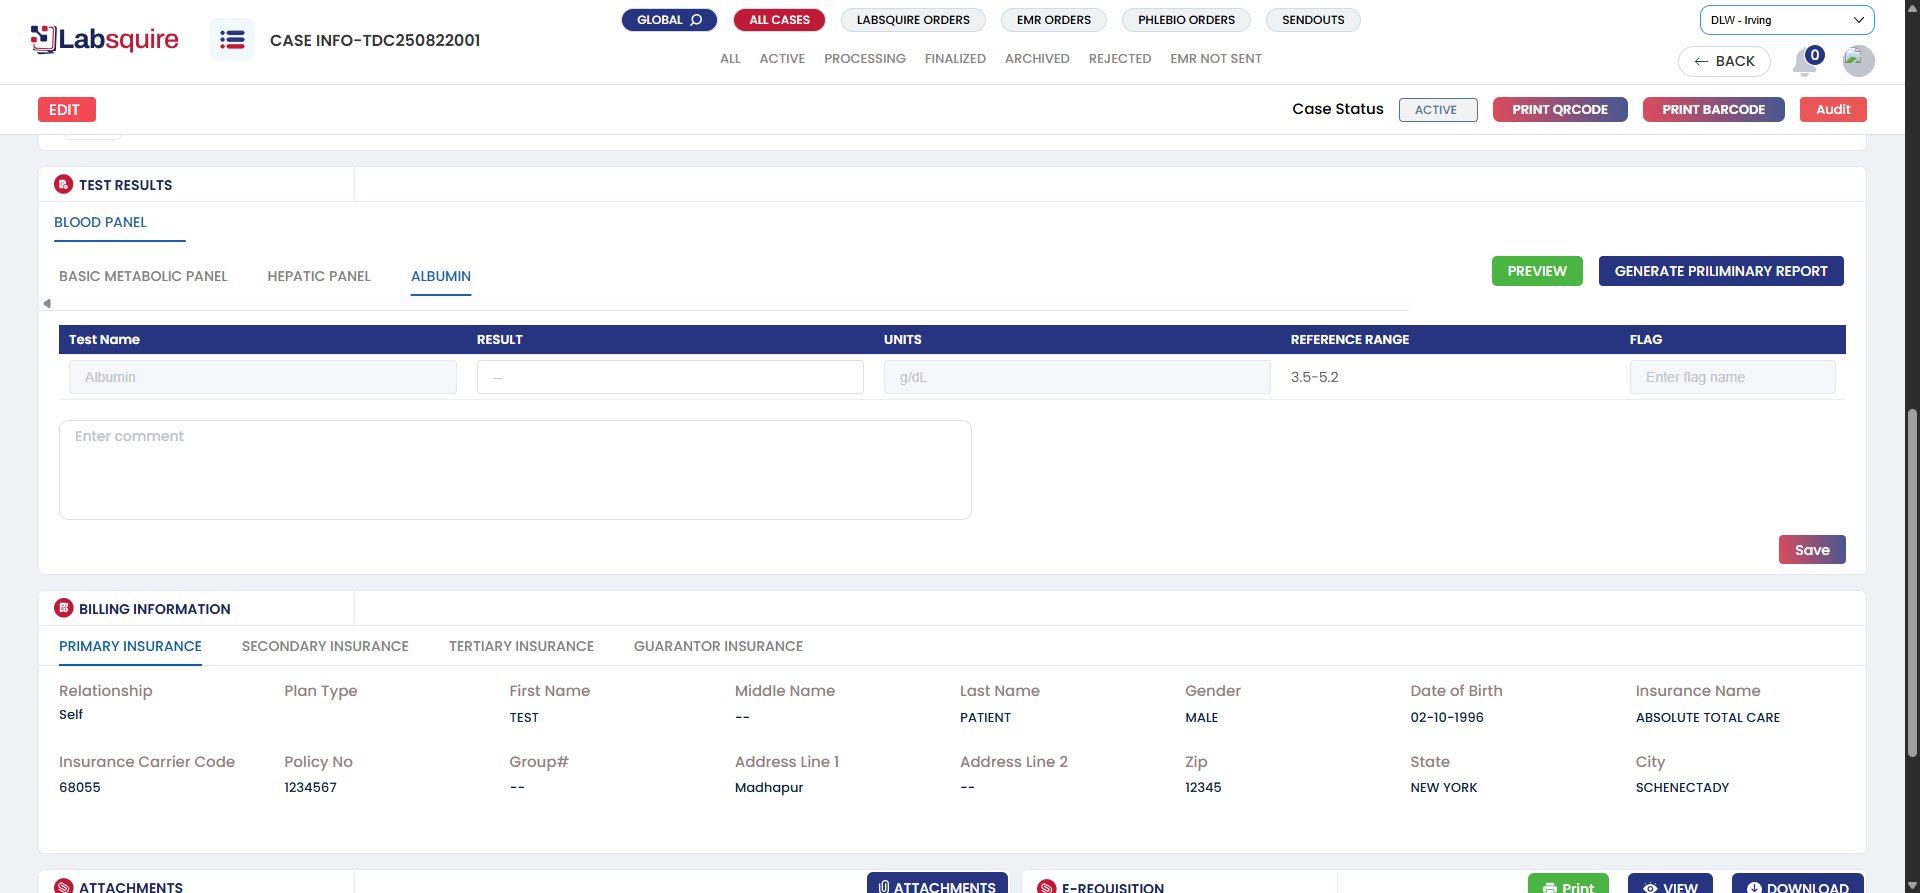 Labsquire
CASE INFO-TDC250822001
GLOBAL
ALL CASES
LABSQUIRE ORDERS
EMR ORDERS
PHLEBIO ORDERS
SENDOUTS
DLW - Irving
ALL
ACTIVE
PROCESSING
FINALIZED
ARCHIVED
REJECTED
EMR NOT SENT
BACK
0
EDIT
Case Status
ACTIVE
PRINT QRCODE
PRINT BARCODE
Audit
TEST RESULTS
BLOOD PANEL
BASIC METABOLIC PANEL
HEPATIC PANEL
ALBUMIN
PREVIEW
GENERATE PRILIMINARY REPORT
Test Name
RESULT
UNITS
REFERENCE RANGE
FLAG
Albumin
--
g/dL
3.5-5.2
Enter flag name
Enter comment
Save
BILLING INFORMATION
PRIMARY INSURANCE
SECONDARY INSURANCE
TERTIARY INSURANCE
GUARANTOR INSURANCE
Relationship
Plan Type
First Name
Middle Name
Last Name
Gender
Date of Birth
Insurance Name
Self
TEST
--
PATIENT
MALE
02-10-1996
ABSOLUTE TOTAL CARE
Insurance Carrier Code
Policy No
Group#
Address Line 1
Address Line 2
Zip
State
City
68055
1234567
--
Madhapur
--
12345
NEW YORK
SCHENECTADY
ATTACHMENTS
ATTACHMENTS
E-REQUISITION
Print
VIEW
DOWNLOAD